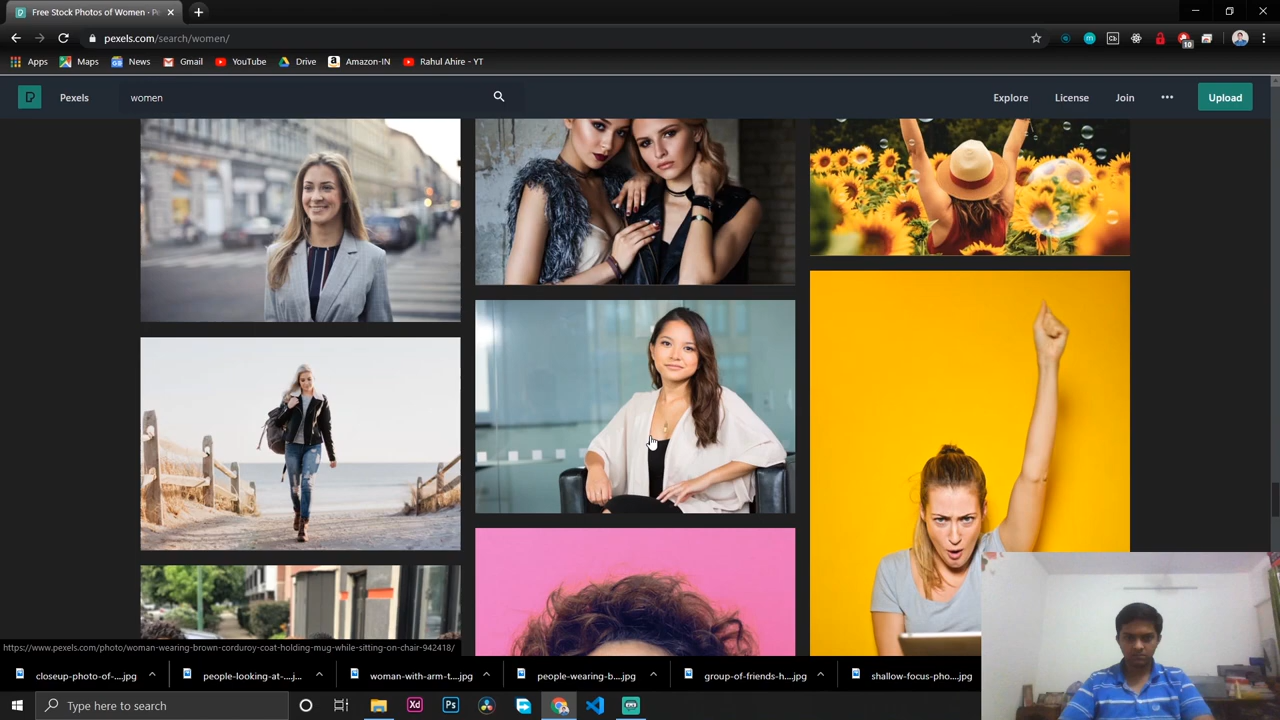 Free Stock Photos of Women · Pe
pexels.com/search/women/
10
Apps Maps News Gmail YouTube Drive Amazon-IN Rahul Ahire - YT
Pexels women Explore License Join Upload
https://www.pexels.com/photo/woman-wearing-brown-corduroy-coat-holding-mug-while-sitting-on-chair-942418/
closeup-photo-of-....jpg people-looking-at-....j... woman-with-arm-t....jpg people-wearing-b....jpg group-of-friends-h....jpg shallow-focus-pho....jpg
Type here to search Xd Ps